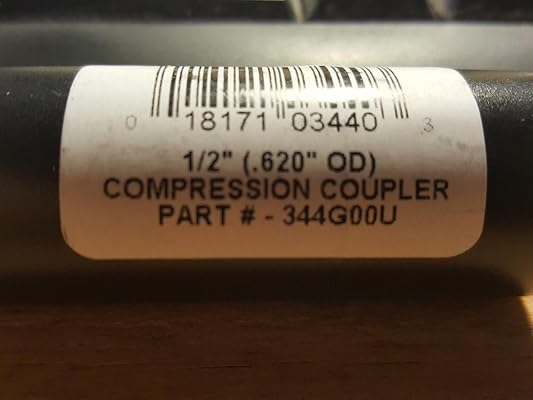 0 18171 03440 3
1/2" (.620" OD)
COMPRESSION COUPLER
PART # - 344G00U